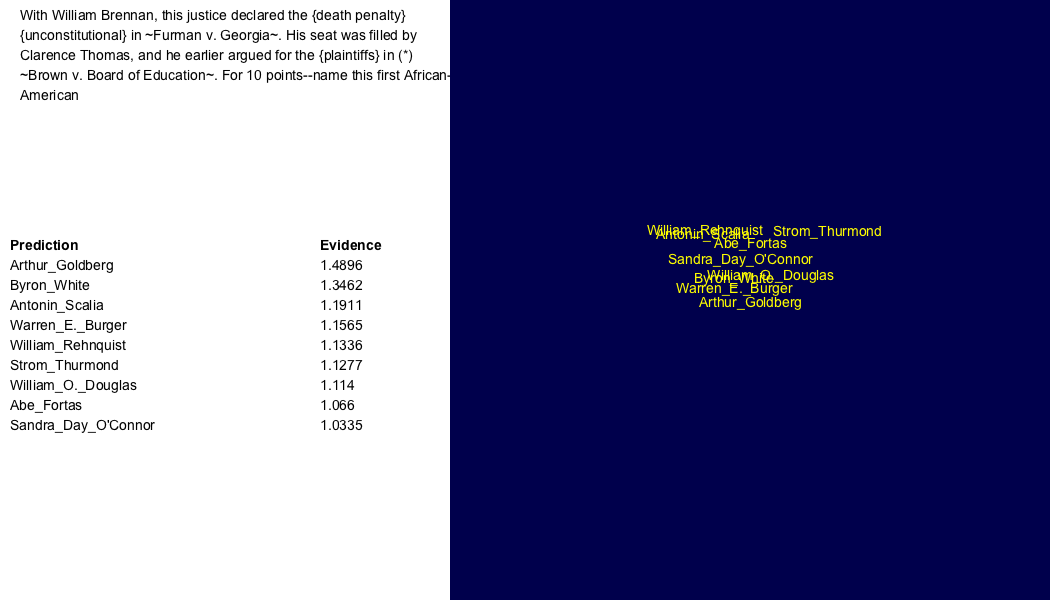 With William Brennan, this justice declared the {death penalty}
{unconstitutional} in ~Furman v. Georgia~. His seat was filled by
Clarence Thomas, and he earlier argued for the {plaintiffs} in (*)
~Brown v. Board of Education~. For 10 points--name this first African-
American
Prediction Evidence
Arthur_Goldberg 1.4896
Byron_White 1.3462
Antonin_Scalia 1.1911
Warren_E._Burger 1.1565
William_Rehnquist 1.1336
Strom_Thurmond 1.1277
William_O._Douglas 1.114
Abe_Fortas 1.066
Sandra_Day_O'Connor 1.0335
William_Rehnquist Strom_Thurmond
Antonin_Scalia
Abe_Fortas
Sandra_Day_O'Connor
William_O._Douglas
Byron_White
Warren_E._Burger
Arthur_Goldberg